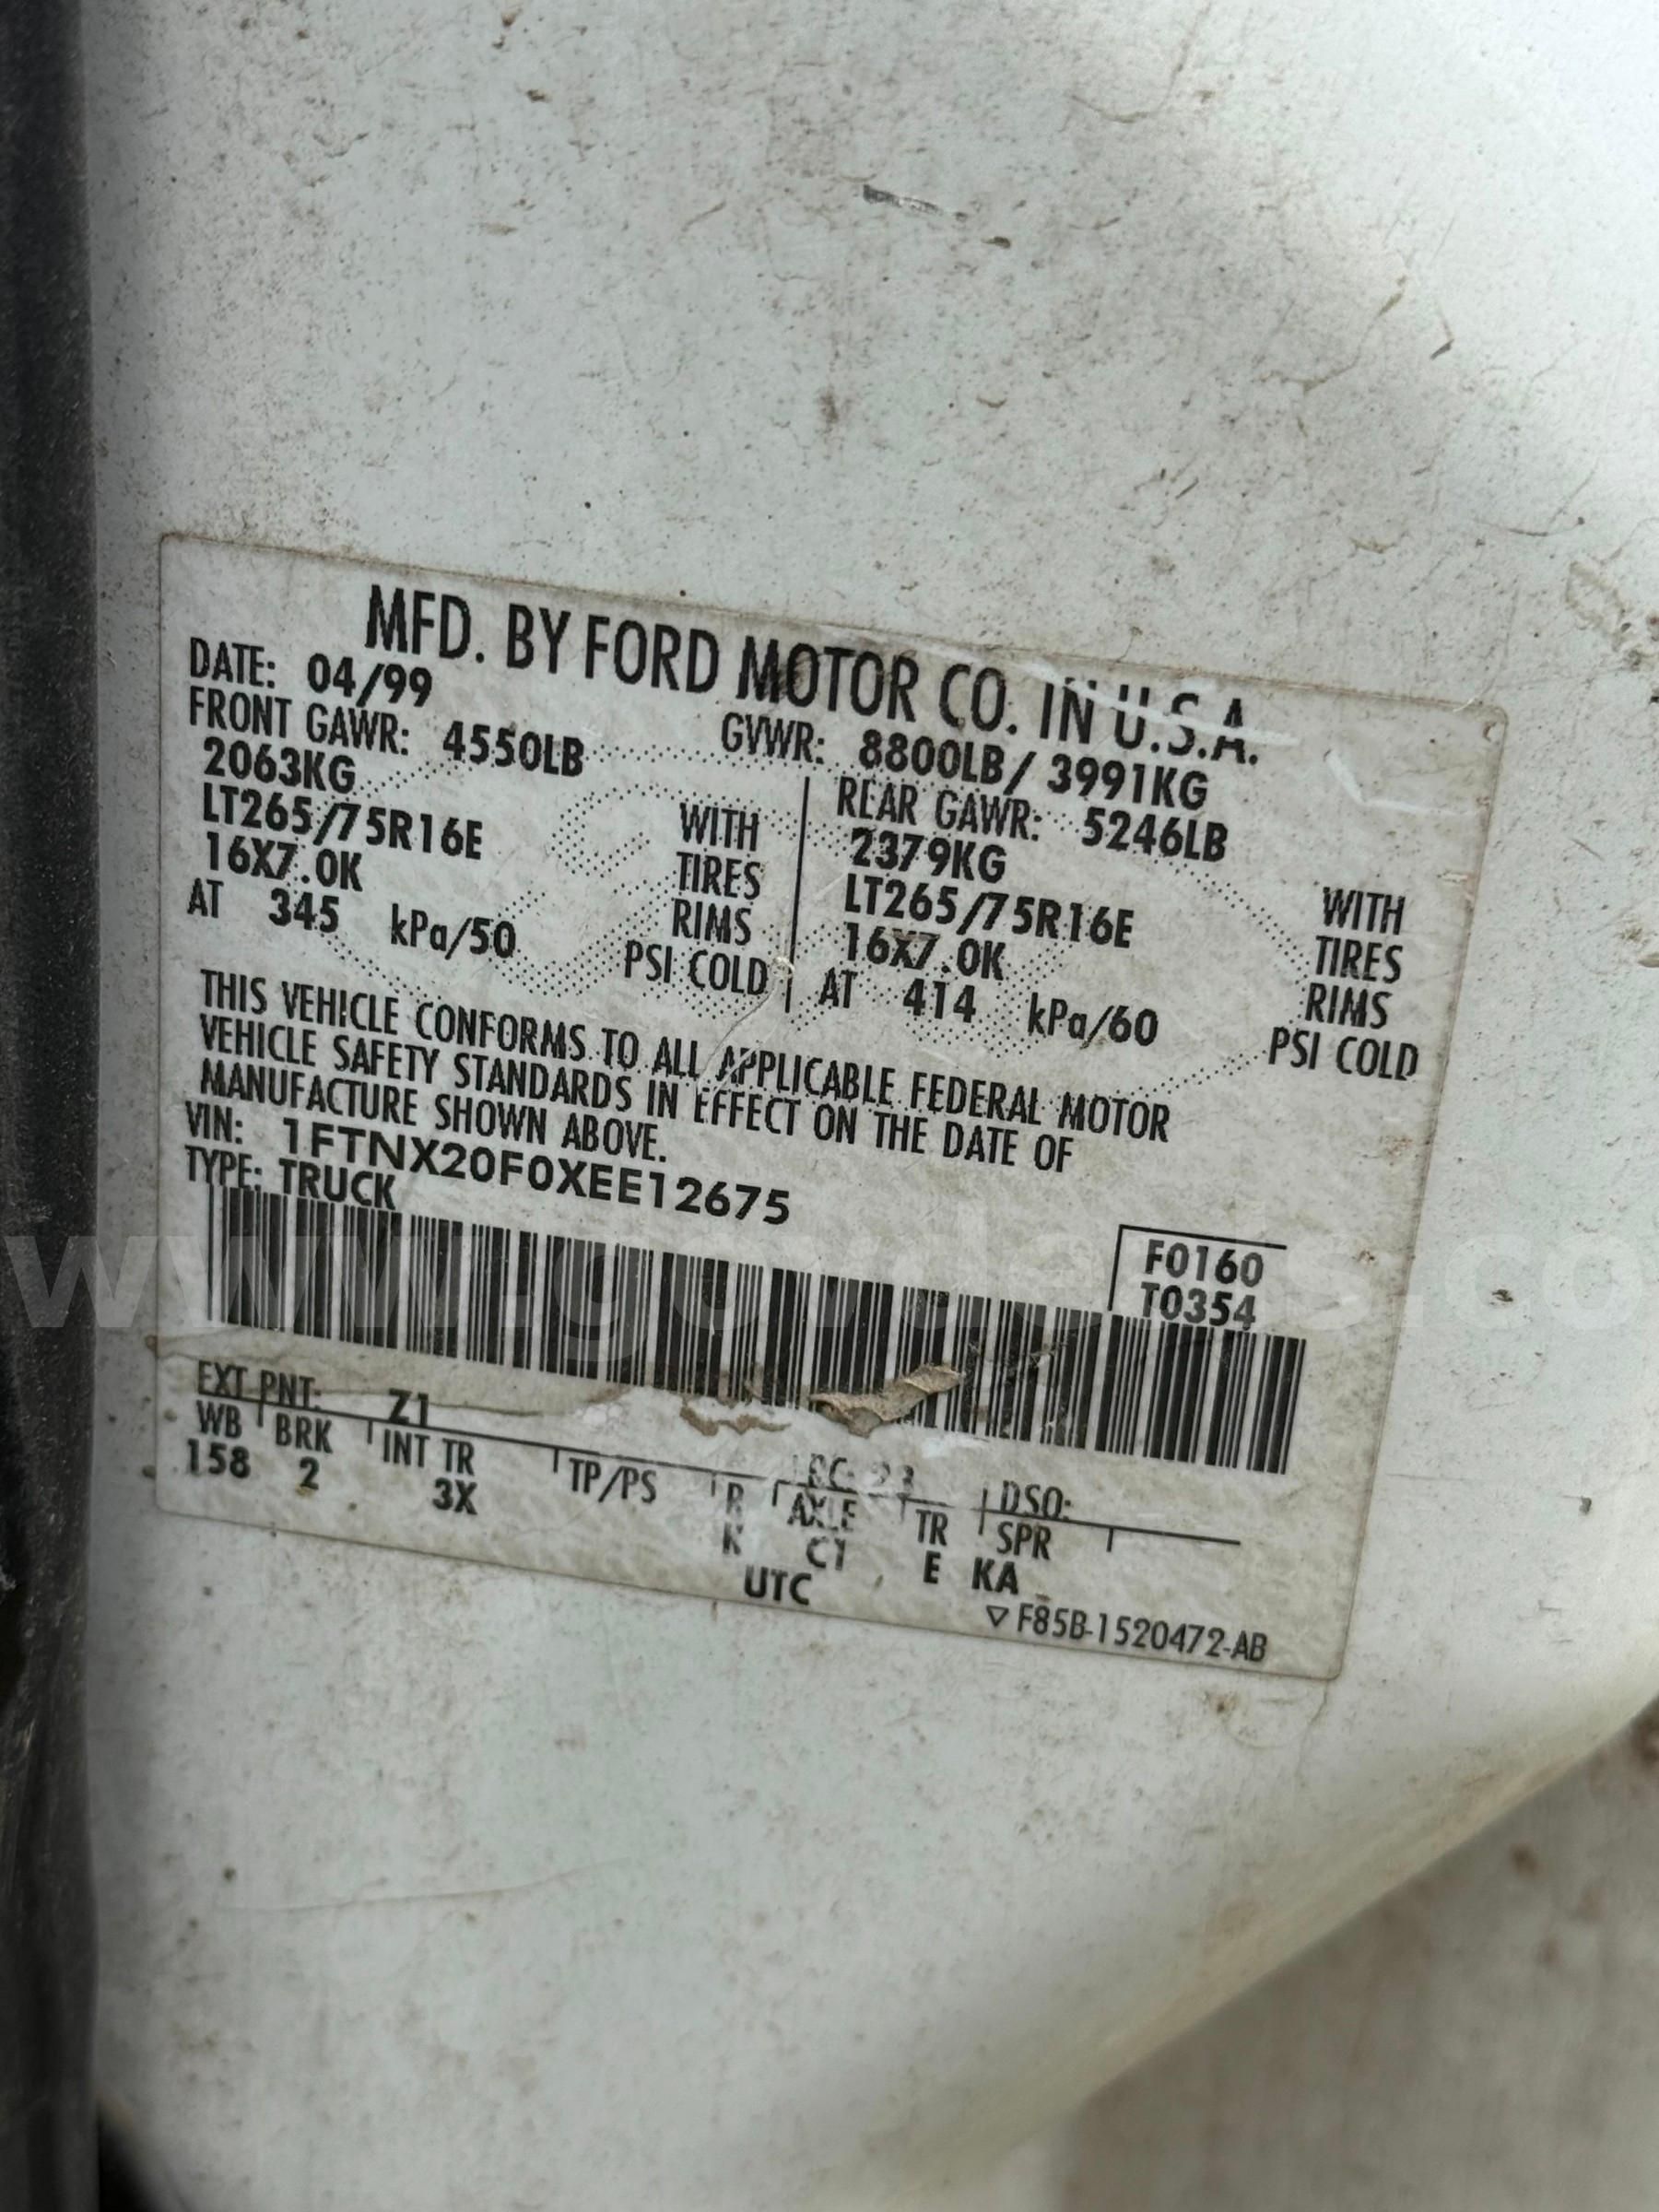 MFD. BY FORD MOTOR CO. IN U.S.A.
DATE: 04/99 GVWR: 8800LB/ 3991KG
FRONT GAWR: 4550LB REAR GAWR: 5246LB
2063KG WITH 2379KG WITH
LT265/75R16E TIRES LT265/75R16E TIRES
16X7.0K RIMS 16X7.0K RIMS
AT 345 kPa/50 PSI COLD AT 414 kPa/60 PSI COLD
THIS VEHICLE CONFORMS TO ALL APPLICABLE FEDERAL MOTOR
VEHICLE SAFETY STANDARDS IN EFFECT ON THE DATE OF
MANUFACTURE SHOWN ABOVE.
VIN: 1FTNX20F0XEE12675
TYPE: TRUCK
F0160
T0354
EXT PNT: Z1 RC: 23 DSO:
WB BRK INT TR TP/PS R AXLE TR SPR
158 2 3X K C1 E KA
UTC
▽ F85B-1520472-AB